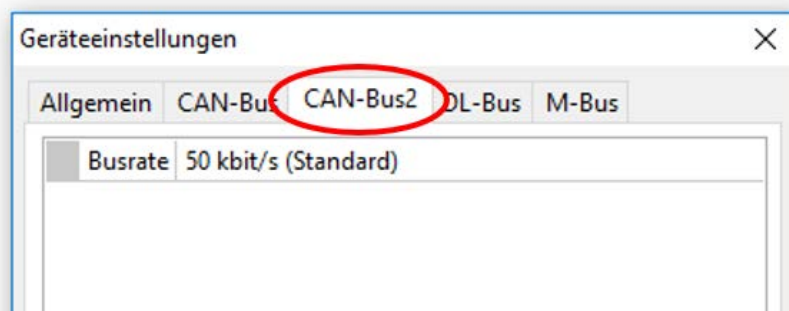 Geräteeinstellungen
Allgemein CAN-Bus CAN-Bus2 DL-Bus M-Bus
Busrate 50 kbit/s (Standard)